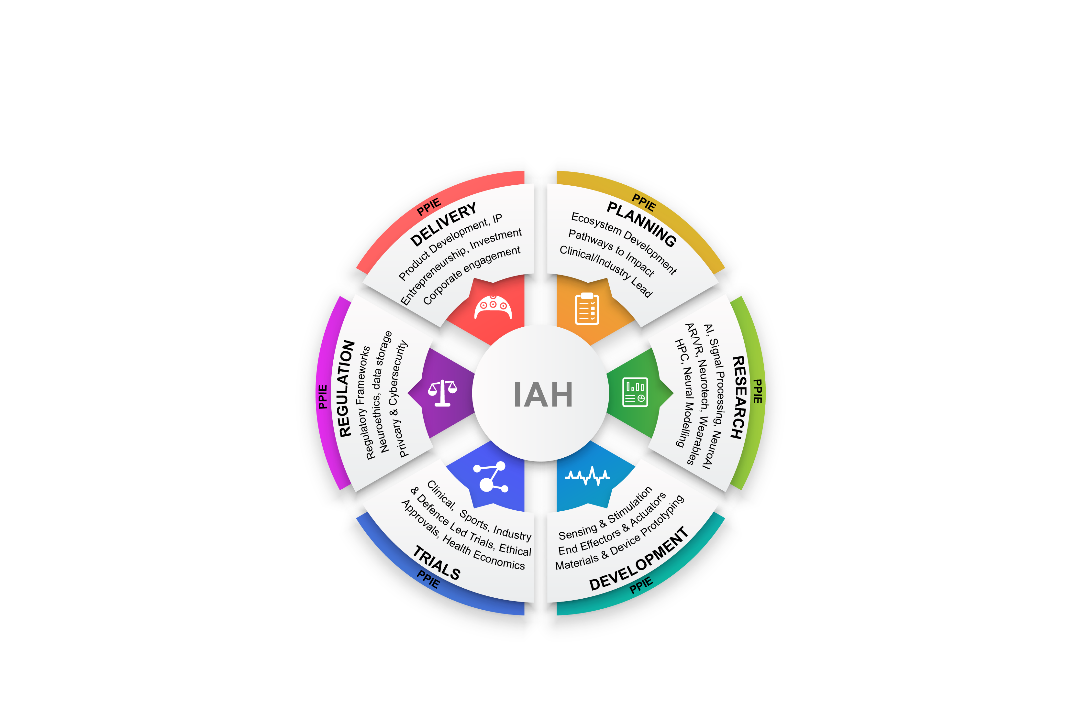 PPIE
PLANNING
Ecosystem Development
Pathways to Impact
Clinical/Industry Lead
PPIE
RESEARCH
AI, Signal Processing, NeuroAI
AR/VR, Neurotech, Wearables
HPC, Neural Modelling
Sensing & Stimulation
End Effectors & Actuators
Materials & Device Prototyping
DEVELOPMENT
PPIE
Clinical, Sports, Industry
& Defence Led Trials, Ethical
Approvals, Health Economics
TRIALS
PPIE
PPIE
REGULATION
Regulatory Frameworks
Neuroethics, data storage
Privacy & Cybersecurity
PPIE
DELIVERY
Product Development, IP
Entrepreneurship, Investment
Corporate engagement
IAH